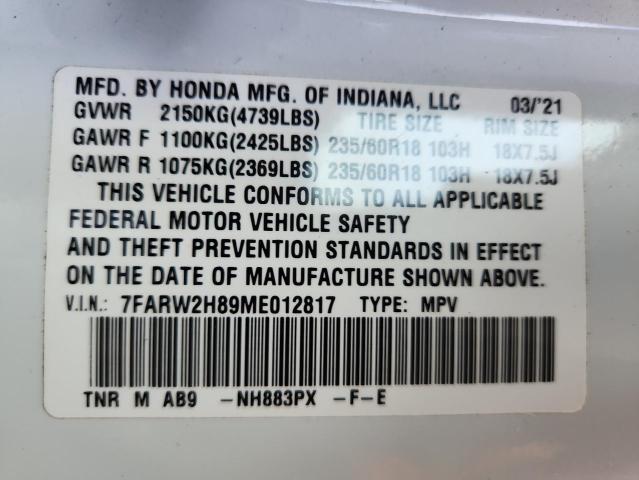 MFD. BY HONDA MFG. OF INDIANA, LLC 03/'21
GVWR 2150KG(4739LBS) TIRE SIZE RIM SIZE
GAWR F 1100KG(2425LBS) 235/60R18 103H 18X7.5J
GAWR R 1075KG(2369LBS) 235/60R18 103H 18X7.5J
THIS VEHICLE CONFORMS TO ALL APPLICABLE
FEDERAL MOTOR VEHICLE SAFETY
AND THEFT PREVENTION STANDARDS IN EFFECT
ON THE DATE OF MANUFACTURE SHOWN ABOVE.
V.I.N.: 7FARW2H89ME012817 TYPE: MPV
TNR M AB9 -NH883PX -F-E